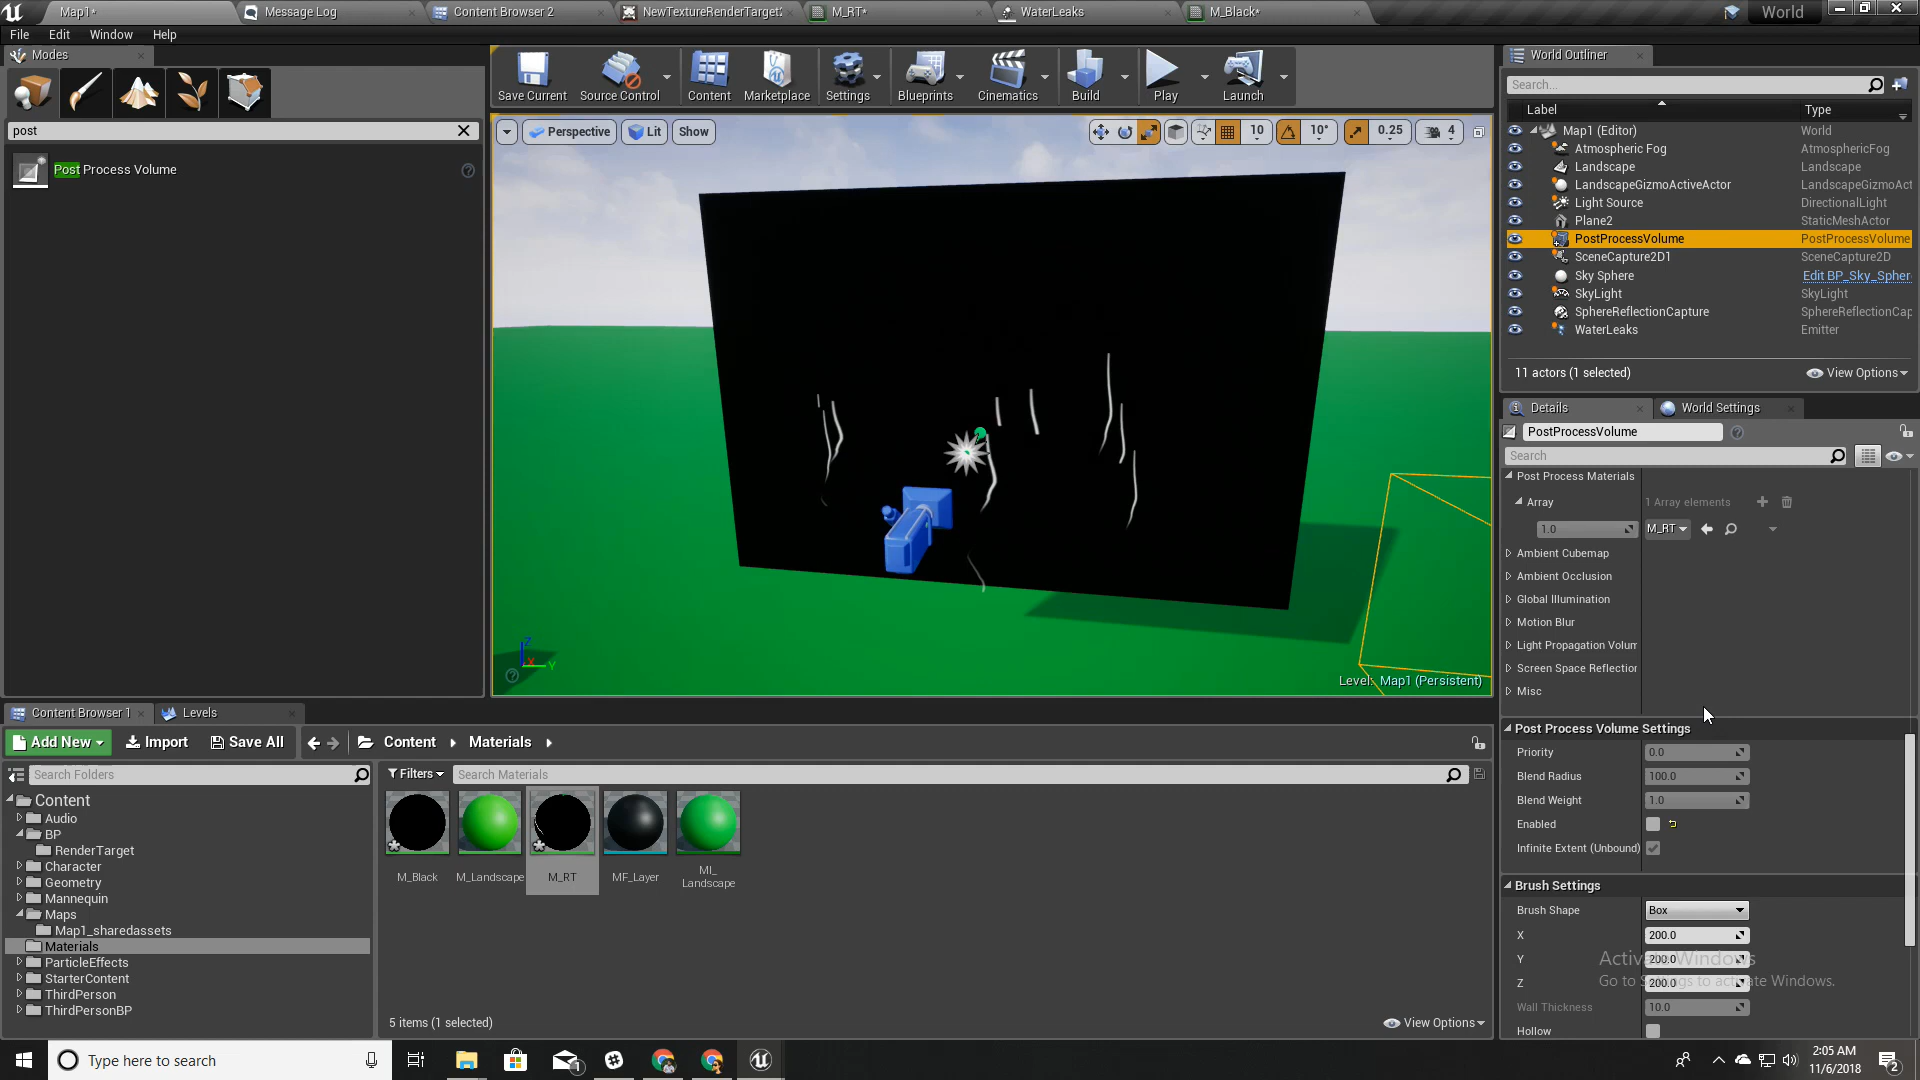 Map1*
Message Log
Content Browser 2
NewTextureRenderTarget
M_RT*
WaterLeaks
M_Black*
World
File Edit Window Help
Modes
post
Post Process Volume
Save Current
Source Control
Content
Marketplace
Settings
Blueprints
Cinematics
Build
Play
Launch
Perspective
Lit
Show
10
10°
0.25
4
Level: Map1 (Persistent)
World Outliner
Search...
Label Type
Map1 (Editor) World
Atmospheric Fog AtmosphericFog
Landscape Landscape
LandscapeGizmoActiveActor LandscapeGizmoAct
Light Source DirectionalLight
Plane2 StaticMeshActor
PostProcessVolume PostProcessVolume
SceneCapture2D1 SceneCapture2D
Sky Sphere Edit BP_Sky_Spher
SkyLight SkyLight
SphereReflectionCapture SphereReflectionCap
WaterLeaks Emitter
11 actors (1 selected)
View Options
Details
World Settings
PostProcessVolume
Search
Post Process Materials
Array 1 Array elements
1.0 M_RT
Ambient Cubemap
Ambient Occlusion
Global Illumination
Motion Blur
Light Propagation Volum
Screen Space Reflection
Misc
Post Process Volume Settings
Priority 0.0
Blend Radius 100.0
Blend Weight 1.0
Enabled
Infinite Extent (Unbound)
Brush Settings
Brush Shape Box
X 200.0
Y 200.0
Z 200.0
Wall Thickness 10.0
Hollow
Activate Windows
Go to Settings to activate Windows.
Content Browser 1
Levels
Add New
Import
Save All
Content
Materials
Search Folders
Filters
Search Materials
Content
Audio
BP
RenderTarget
Character
Geometry
Mannequin
Maps
Map1_sharedassets
Materials
ParticleEffects
StarterContent
ThirdPerson
ThirdPersonBP
M_Black
M_Landscape
M_RT
MF_Layer
MI_
Landscape
5 items (1 selected)
View Options
Type here to search
1
2:05 AM
11/6/2018
2